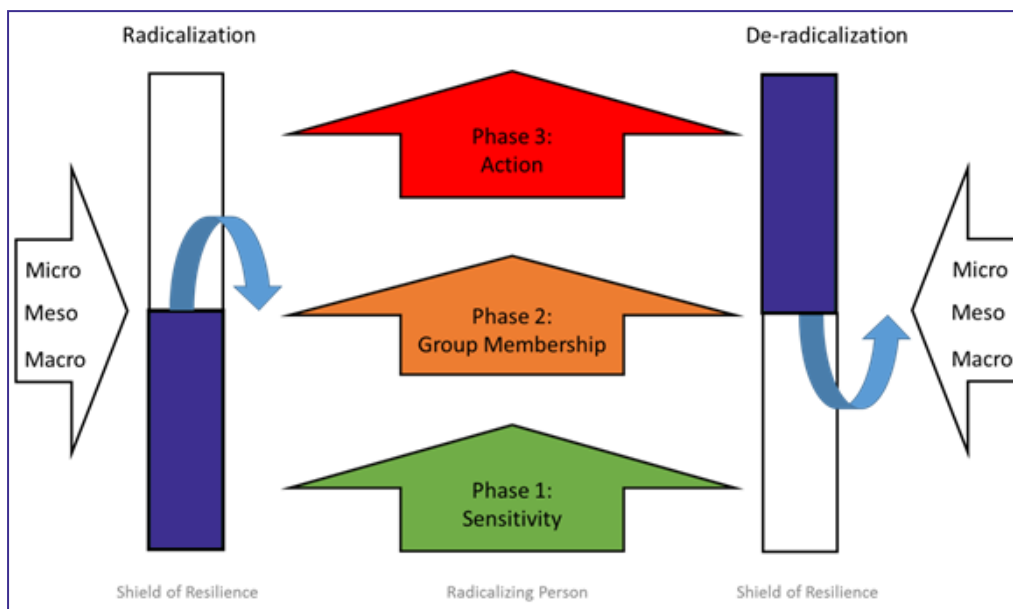 Radicalization
De-radicalization
Phase 3:
Action
Micro
Meso
Macro
Phase 2:
Group Membership
Micro
Meso
Macro
Phase 1:
Sensitivity
Shield of Resilience
Radicalizing Person
Shield of Resilience